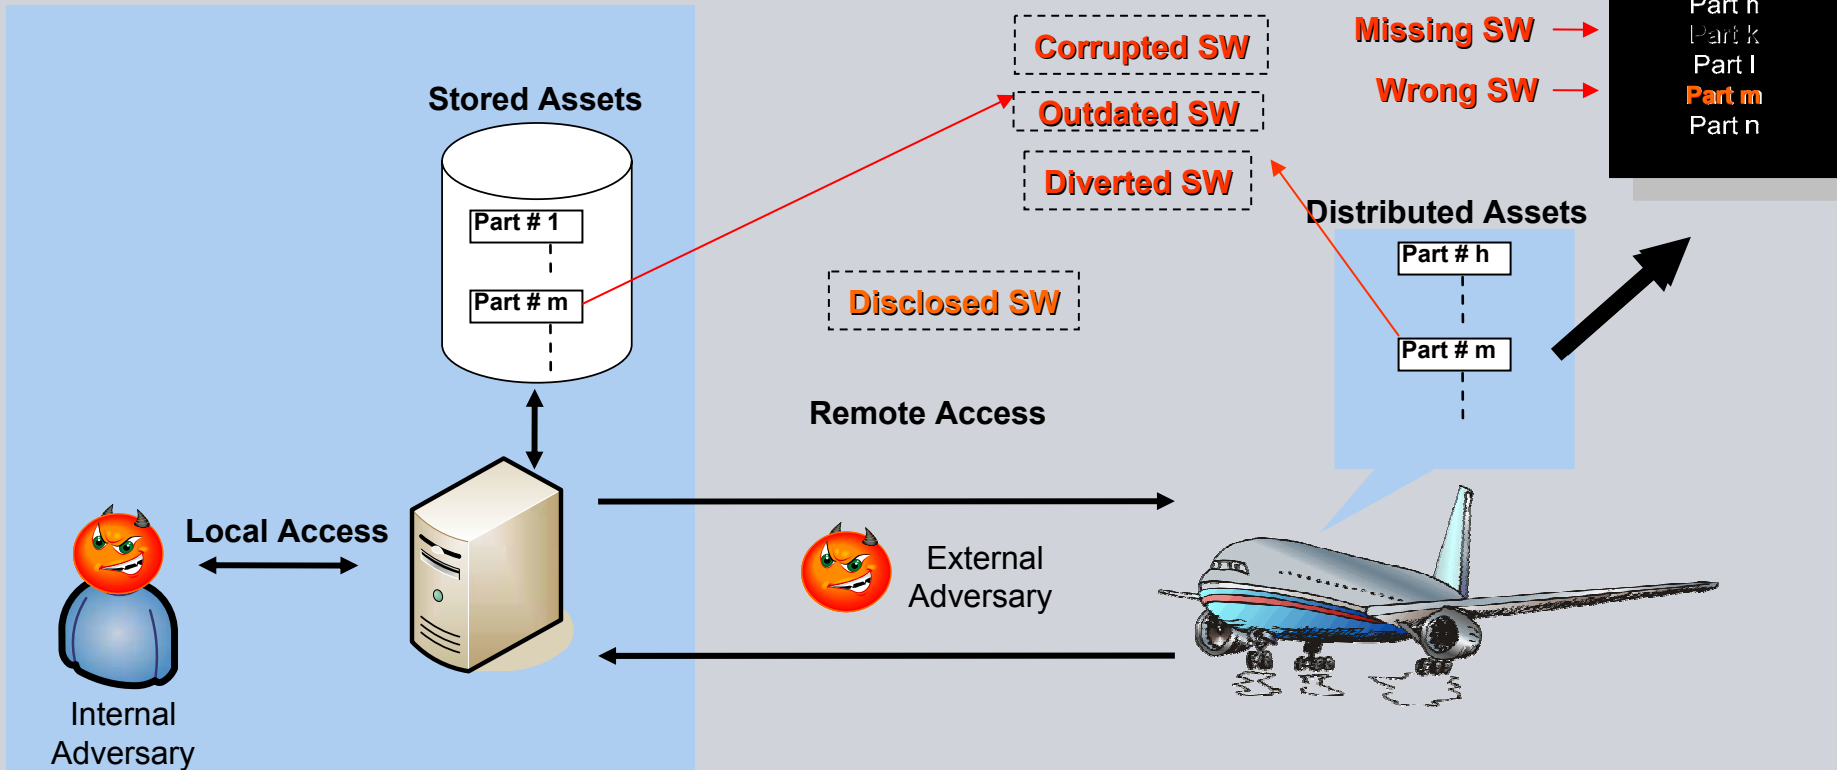 Part h
Part k
Part l
Part m
Part n
Missing SW
Wrong SW
Corrupted SW
Outdated SW
Diverted SW
Disclosed SW
Stored Assets
Part # 1
Part # m
Distributed Assets
Part # h
Part # m
Remote Access
Local Access
External
Adversary
Internal
Adversary